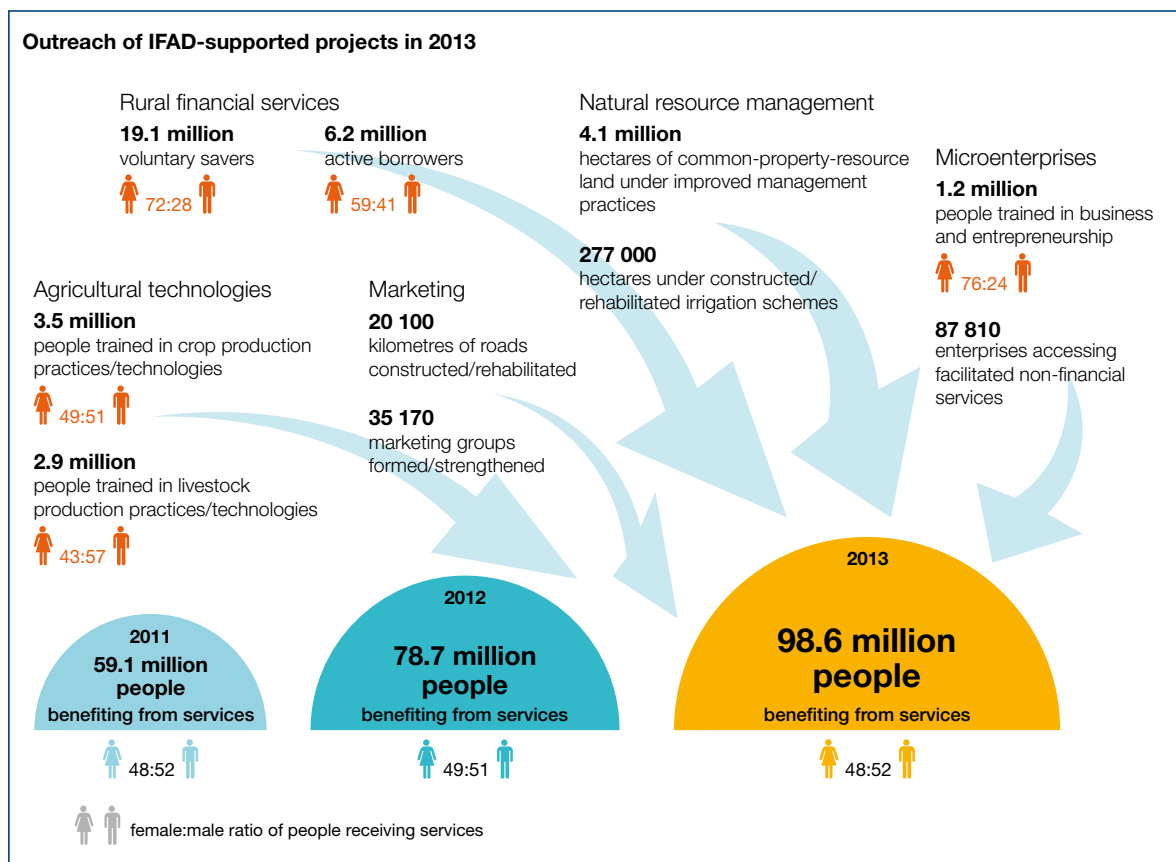 Outreach of IFAD-supported projects in 2013
Rural financial services
19.1 million
voluntary savers
72:28
6.2 million
active borrowers
59:41
Natural resource management
4.1 million
hectares of common-property-resource
land under improved management
practices
277 000
hectares under constructed/
rehabilitated irrigation schemes
Microenterprises
1.2 million
people trained in business
and entrepreneurship
76:24
87 810
enterprises accessing
facilitated non-financial
services
Agricultural technologies
3.5 million
people trained in crop production
practices/technologies
49:51
2.9 million
people trained in livestock
production practices/technologies
43:57
Marketing
20 100
kilometres of roads
constructed/rehabilitated
35 170
marketing groups
formed/strengthened
2011
59.1 million
people
benefiting from services
48:52
2012
78.7 million
people
benefiting from services
49:51
2013
98.6 million
people
benefiting from services
48:52
female:male ratio of people receiving services